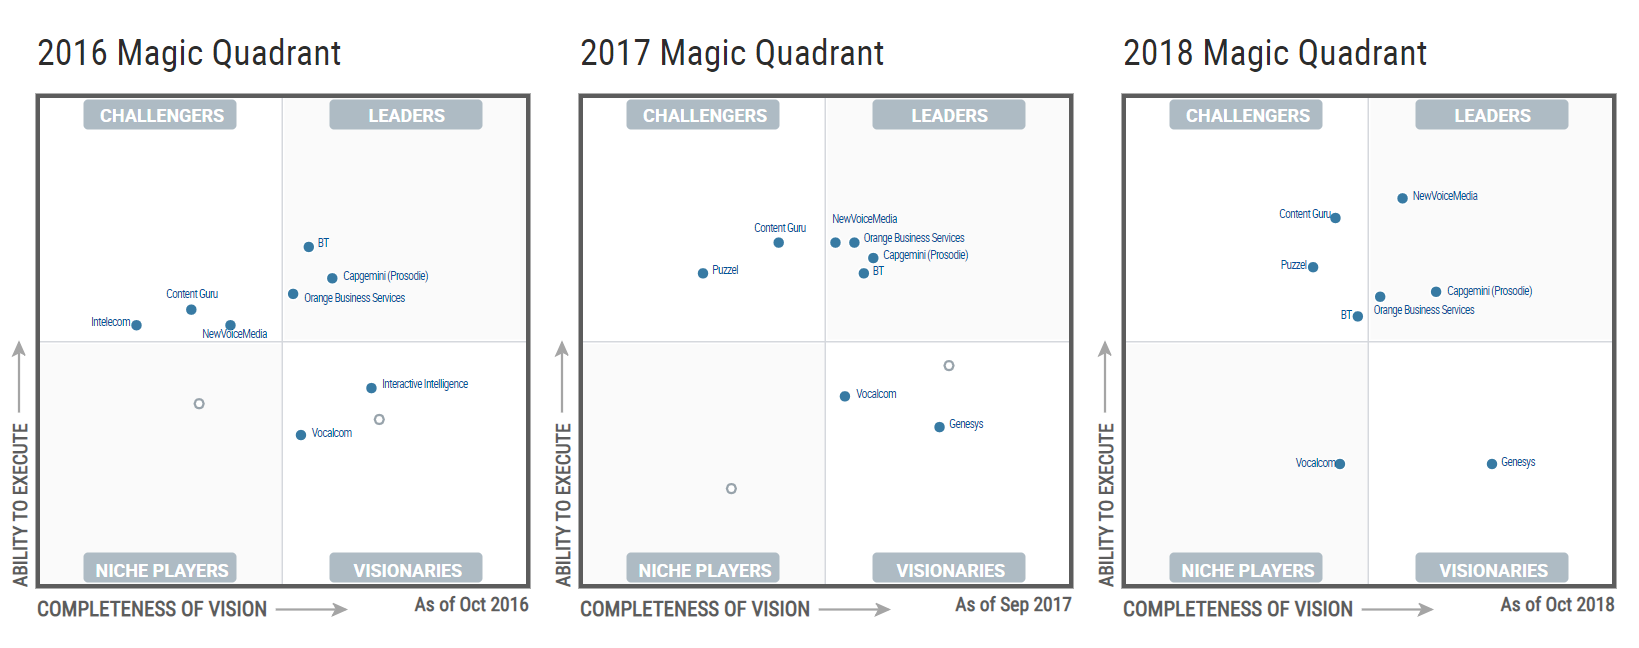 2016 Magic Quadrant
CHALLENGERS
LEADERS
BT
Capgemini (Prosodie)
Content Guru
Orange Business Services
Intelecom
NewVoiceMedia
Interactive Intelligence
Vocalcom
NICHE PLAYERS
VISIONARIES
ABILITY TO EXECUTE
COMPLETENESS OF VISION
As of Oct 2016
2017 Magic Quadrant
CHALLENGERS
LEADERS
NewVoiceMedia
Content Guru
Orange Business Services
Capgemini (Prosodie)
Puzzel
BT
Vocalcom
Genesys
NICHE PLAYERS
VISIONARIES
ABILITY TO EXECUTE
COMPLETENESS OF VISION
As of Sep 2017
2018 Magic Quadrant
CHALLENGERS
LEADERS
NewVoiceMedia
Content Guru
Puzzel
Capgemini (Prosodie)
Orange Business Services
BT
Vocalcom
Genesys
NICHE PLAYERS
VISIONARIES
ABILITY TO EXECUTE
COMPLETENESS OF VISION
As of Oct 2018